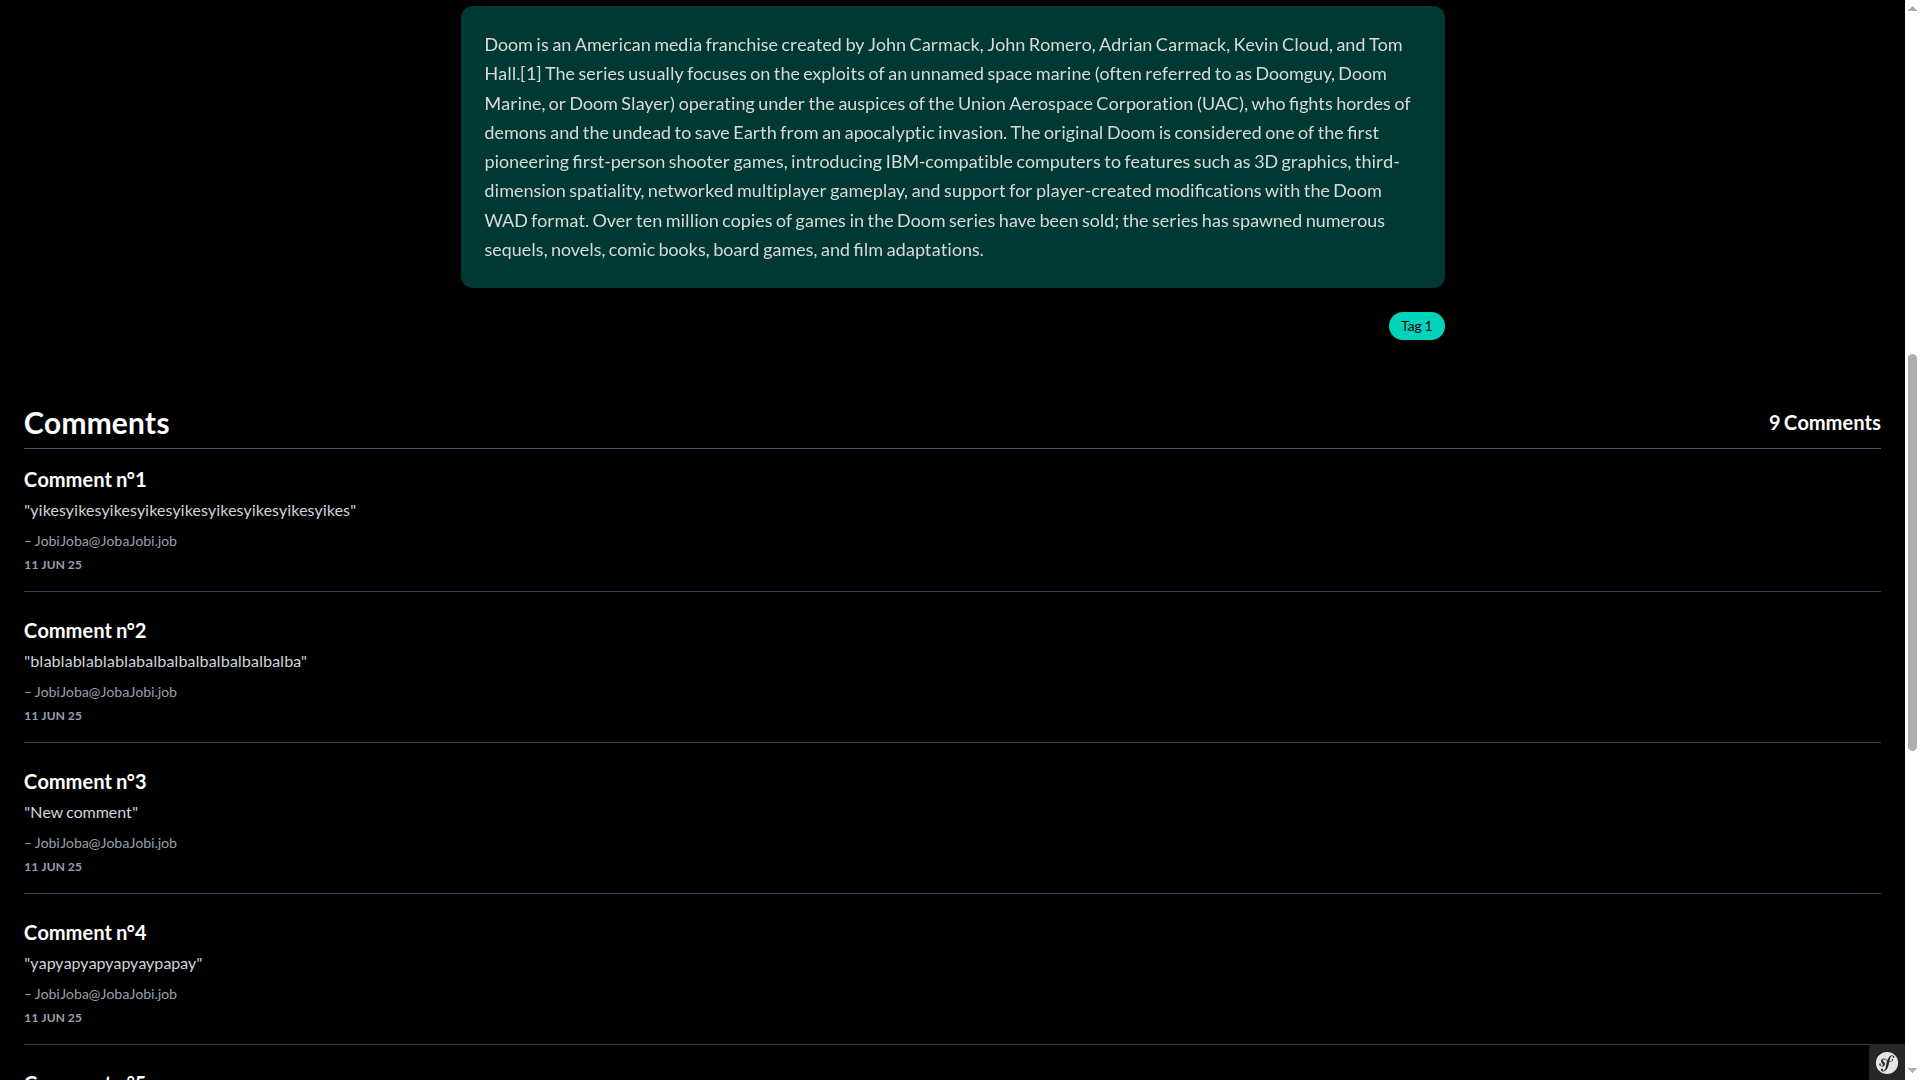 Doom is an American media franchise created by John Carmack, John Romero, Adrian Carmack, Kevin Cloud, and Tom
Hall.[1] The series usually focuses on the exploits of an unnamed space marine (often referred to as Doomguy, Doom
Marine, or Doom Slayer) operating under the auspices of the Union Aerospace Corporation (UAC), who fights hordes of
demons and the undead to save Earth from an apocalyptic invasion. The original Doom is considered one of the first
pioneering first-person shooter games, introducing IBM-compatible computers to features such as 3D graphics, third-
dimension spatiality, networked multiplayer gameplay, and support for player-created modifications with the Doom
WAD format. Over ten million copies of games in the Doom series have been sold; the series has spawned numerous
sequels, novels, comic books, board games, and film adaptations.
Tag 1
Comments
9 Comments
Comment n°1
"yikesyikesyikesyikesyikesyikesyikesyikesyikes"
– JobiJoba@JobaJobi.job
11 JUN 25
Comment n°2
"blablablablablabalbalbalbalbalbalbalba"
– JobiJoba@JobaJobi.job
11 JUN 25
Comment n°3
"New comment"
– JobiJoba@JobaJobi.job
11 JUN 25
Comment n°4
"yapyapyapyapyaypapay"
– JobiJoba@JobaJobi.job
11 JUN 25
sf